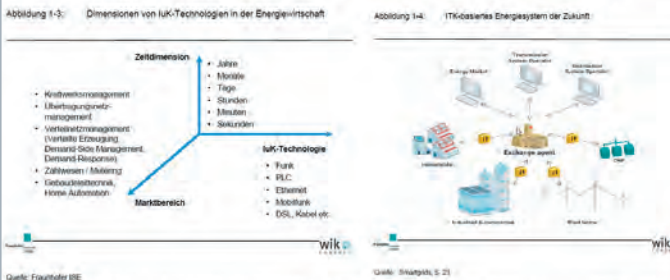 Abbildung 1-3: Dimensionen von IuK-Technologien in der Energiewirtschaft
Zeitdimension
• Jahre
• Monate
• Tage
• Stunden
• Minuten
• Sekunden
• Kraftwerksmanagement
• Übertragungsnetz-
management
• Verteilnetzmanagement
(Verteilte Erzeugung,
Demand-Side Management,
Demand-Response)
• Zählwesen / Metering
• Gebäudeleittechnik,
Home Automation
Marktbereich
IuK-Technologie
• Funk
• PLC
• Ethernet
• Mobilfunk
• DSL, Kabel etc.
wik
Quelle: Fraunhofer ISE
Abbildung 1-4: ITK-basiertes Energiesystem der Zukunft
Energy Market
Transmission
System Operator
Distribution
System Operator
Exchange agent
CHP
wik
Quelle: Smartgrids, S. 21